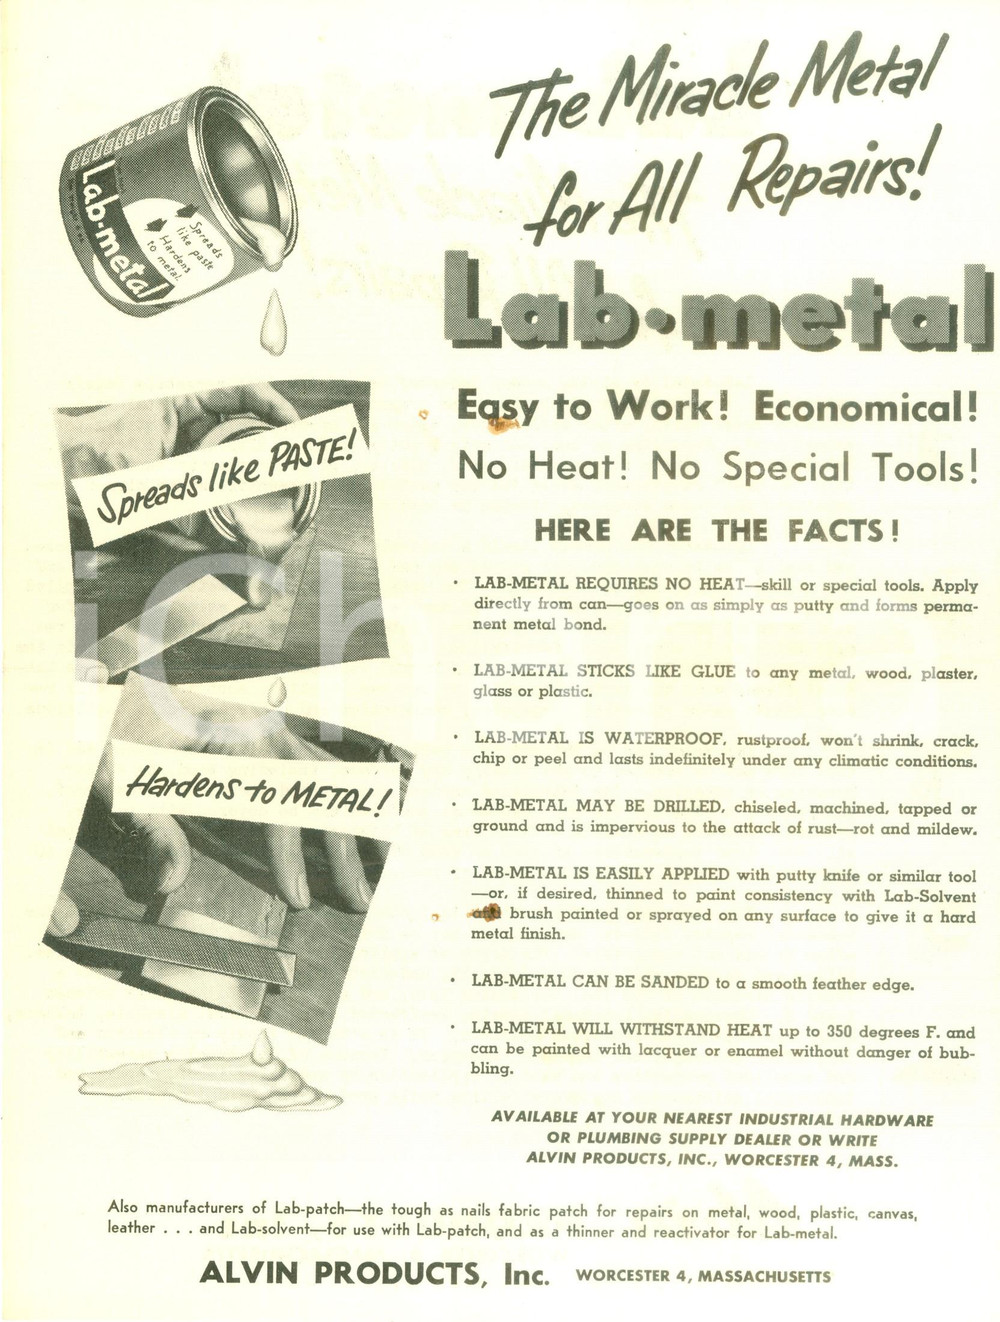 The Miracle Metal
for All Repairs!
Lab·metal
Lab·metal
Spreads
like paste
Hardens
to metal
Easy to Work! Economical!
No Heat! No Special Tools!
HERE ARE THE FACTS!
Spreads like PASTE!
Hardens to METAL!
· LAB-METAL REQUIRES NO HEAT—skill or special tools. Apply
directly from can—goes on as simply as putty and forms perma-
nent metal bond.
· LAB-METAL STICKS LIKE GLUE to any metal, wood, plaster,
glass or plastic.
· LAB-METAL IS WATERPROOF, rustproof, won't shrink, crack,
chip or peel and lasts indefinitely under any climatic conditions.
· LAB-METAL MAY BE DRILLED, chiseled, machined, tapped or
ground and is impervious to the attack of rust—rot and mildew.
· LAB-METAL IS EASILY APPLIED with putty knife or similar tool
—or, if desired, thinned to paint consistency with Lab-Solvent
and brush painted or sprayed on any surface to give it a hard
metal finish.
· LAB-METAL CAN BE SANDED to a smooth feather edge.
· LAB-METAL WILL WITHSTAND HEAT up to 350 degrees F. and
can be painted with lacquer or enamel without danger of bub-
bling.
AVAILABLE AT YOUR NEAREST INDUSTRIAL HARDWARE
OR PLUMBING SUPPLY DEALER OR WRITE
ALVIN PRODUCTS, INC., WORCESTER 4, MASS.
Also manufacturers of Lab-patch—the tough as nails fabric patch for repairs on metal, wood, plastic, canvas,
leather . . . and Lab-solvent—for use with Lab-patch, and as a thinner and reactivator for Lab-metal.
ALVIN PRODUCTS, Inc. WORCESTER 4, MASSACHUSETTS